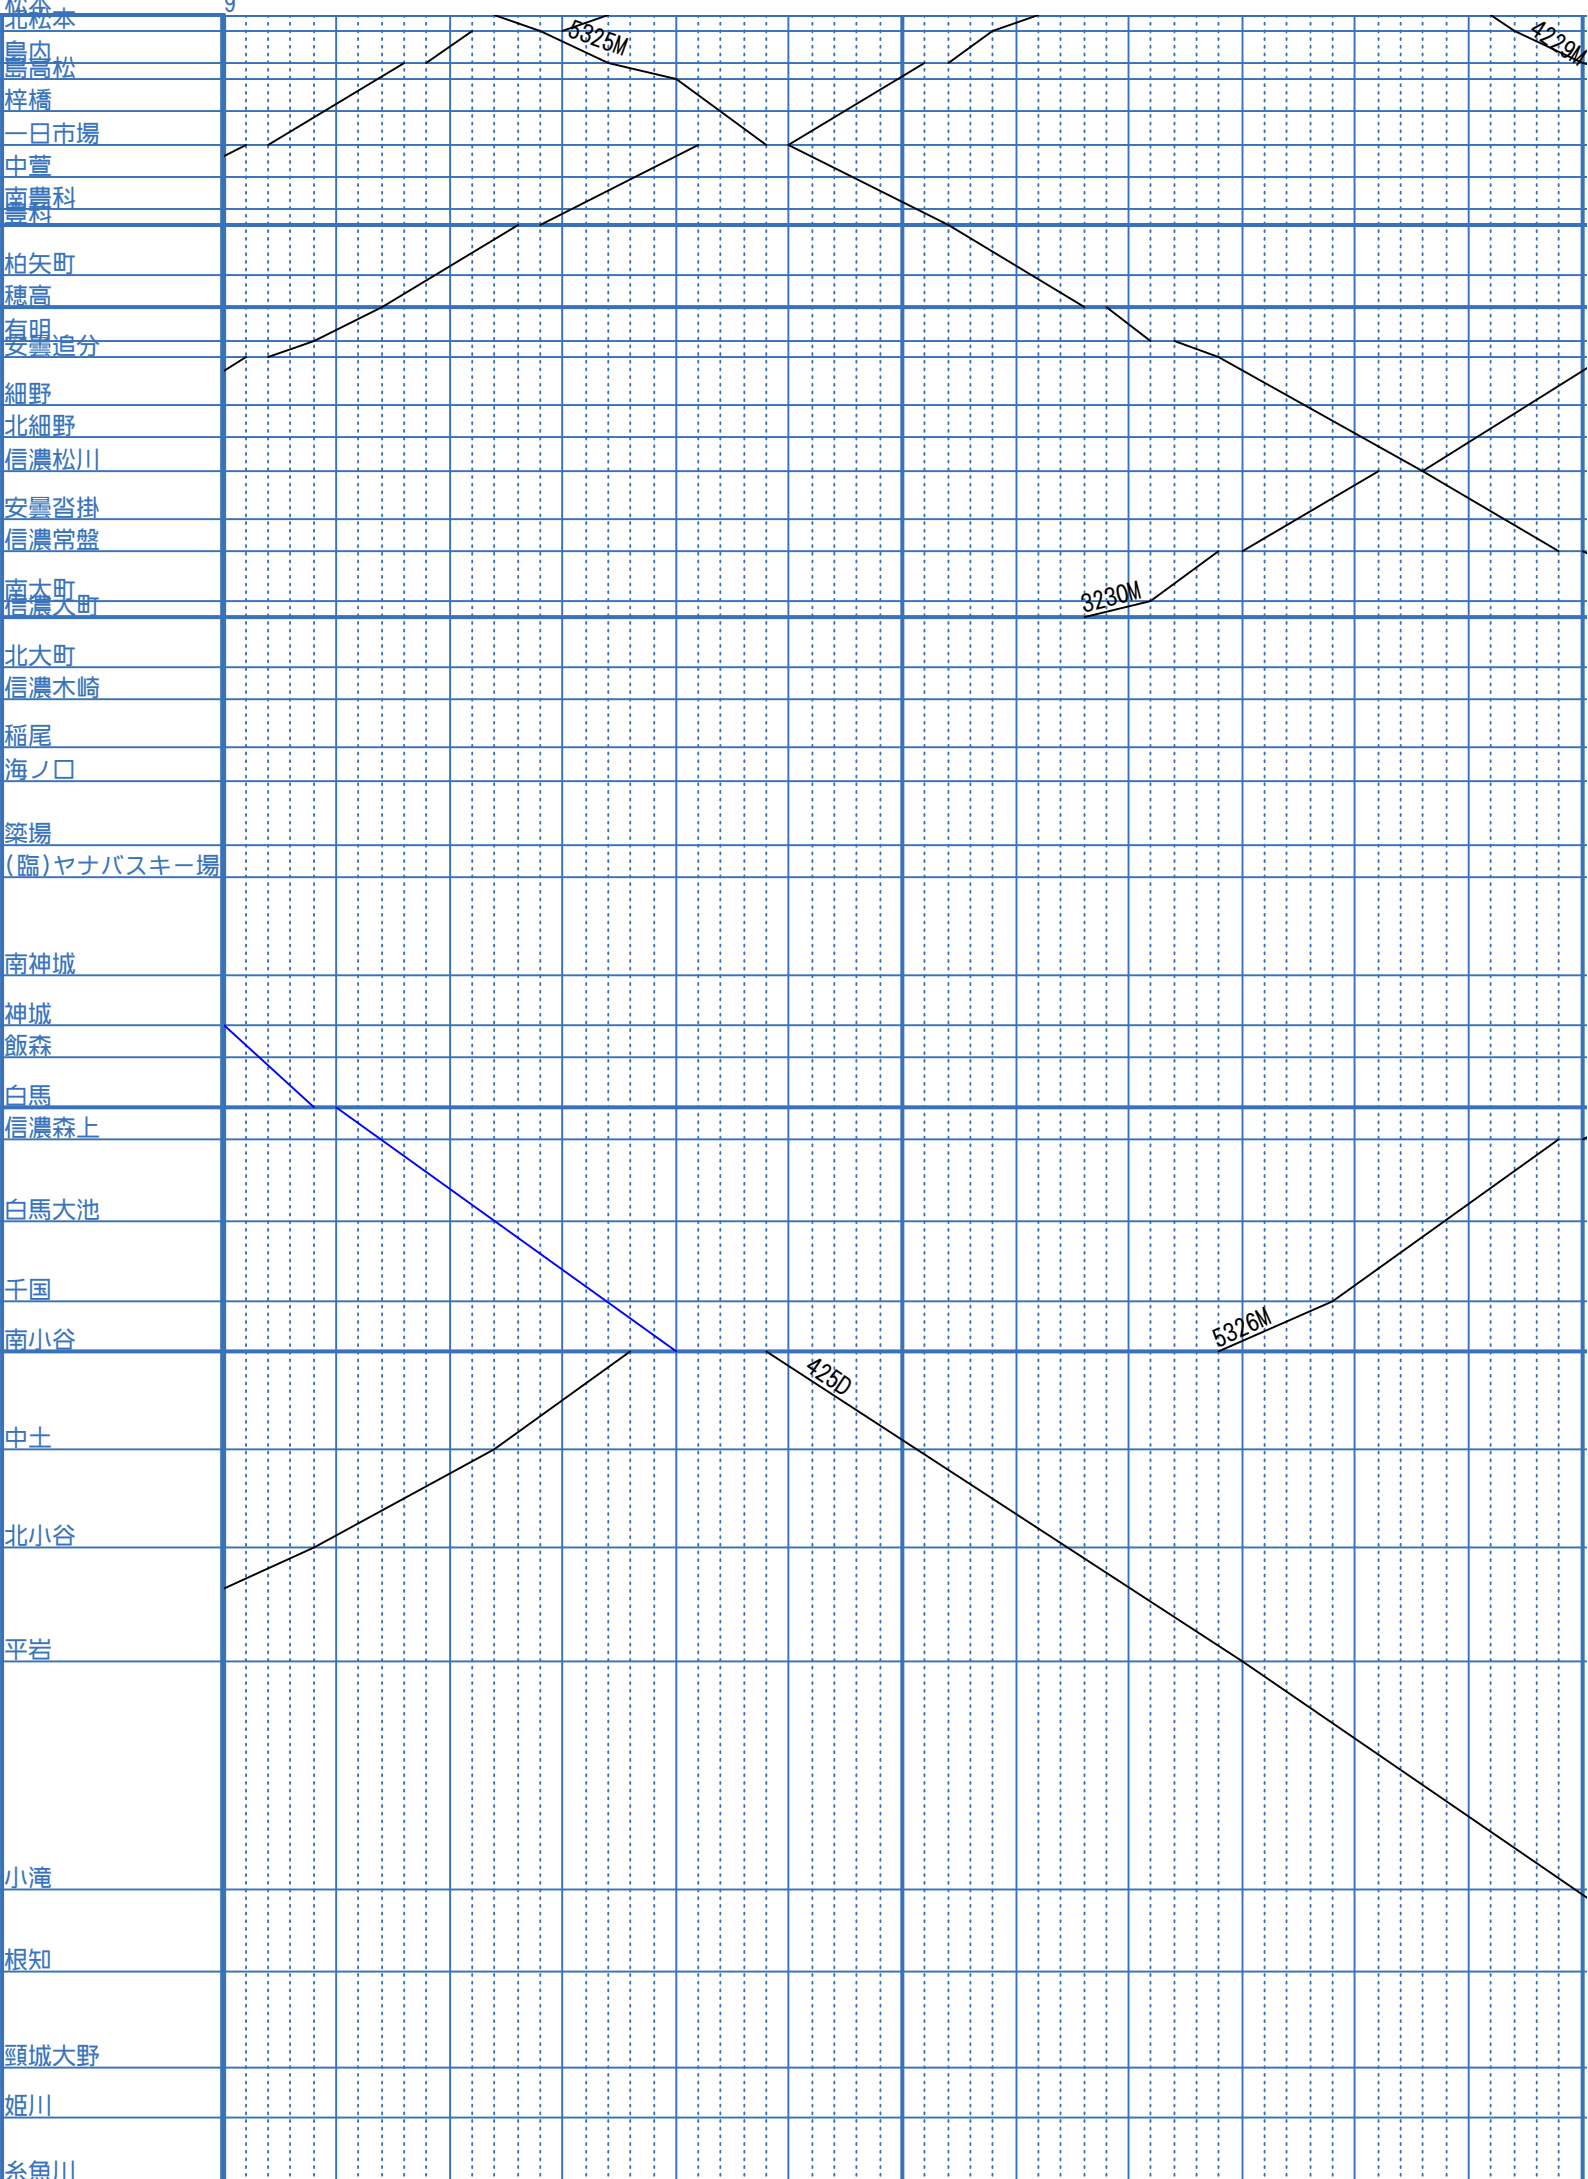 松本
9
北松本
5325M
4229M
島内
島高松
梓橋
一日市場
中萱
南豊科
豊科
柏矢町
穂高
有明
安曇追分
細野
北細野
信濃松川
安曇沓掛
信濃常盤
南大町
3230M
信濃大町
北大町
信濃木崎
稲尾
海ノ口
簗場
(臨)ヤナバスキー場
南神城
神城
飯森
白馬
信濃森上
白馬大池
千国
5326M
南小谷
425D
中土
北小谷
平岩
小滝
根知
頸城大野
姫川
糸魚川